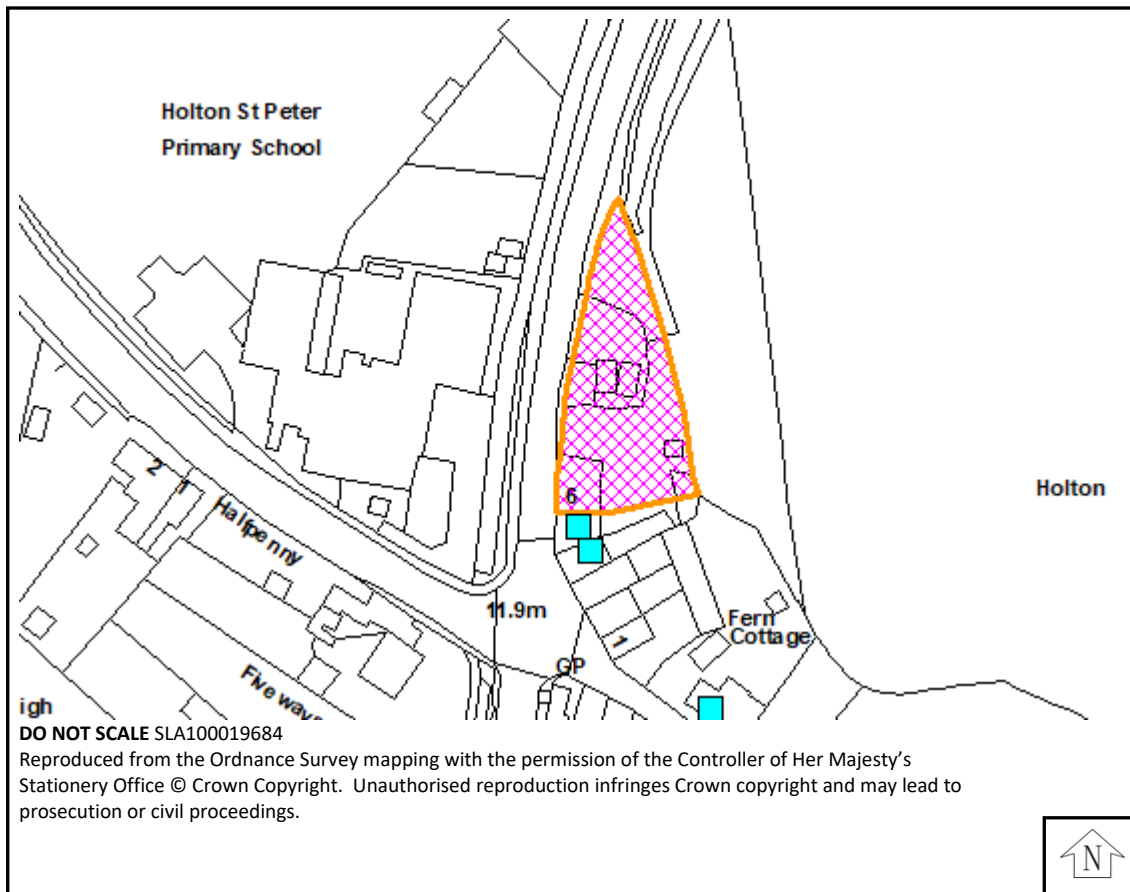 Holton St Peter
Primary School
Holton
2
1
Halfpenny
6
11.9m
1
Fern
Cottage
GP
Five ways
igh
DO NOT SCALE SLA100019684
Reproduced from the Ordnance Survey mapping with the permission of the Controller of Her Majesty's
Stationery Office © Crown Copyright. Unauthorised reproduction infringes Crown copyright and may lead to
prosecution or civil proceedings.
N